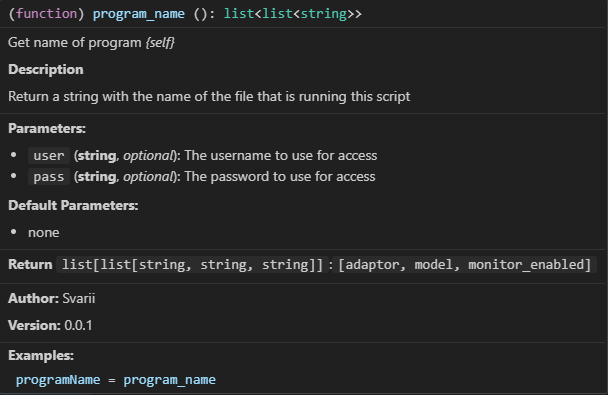 (function) program_name (): list<list<string>>
Get name of program {self}
Description
Return a string with the name of the file that is running this script
Parameters:
• user (string, optional): The username to use for access
• pass (string, optional): The password to use for access
Default Parameters:
• none
Return list[list[string, string, string]] : [adaptor, model, monitor_enabled]
Author: Svarii
Version: 0.0.1
Examples:
programName = program_name